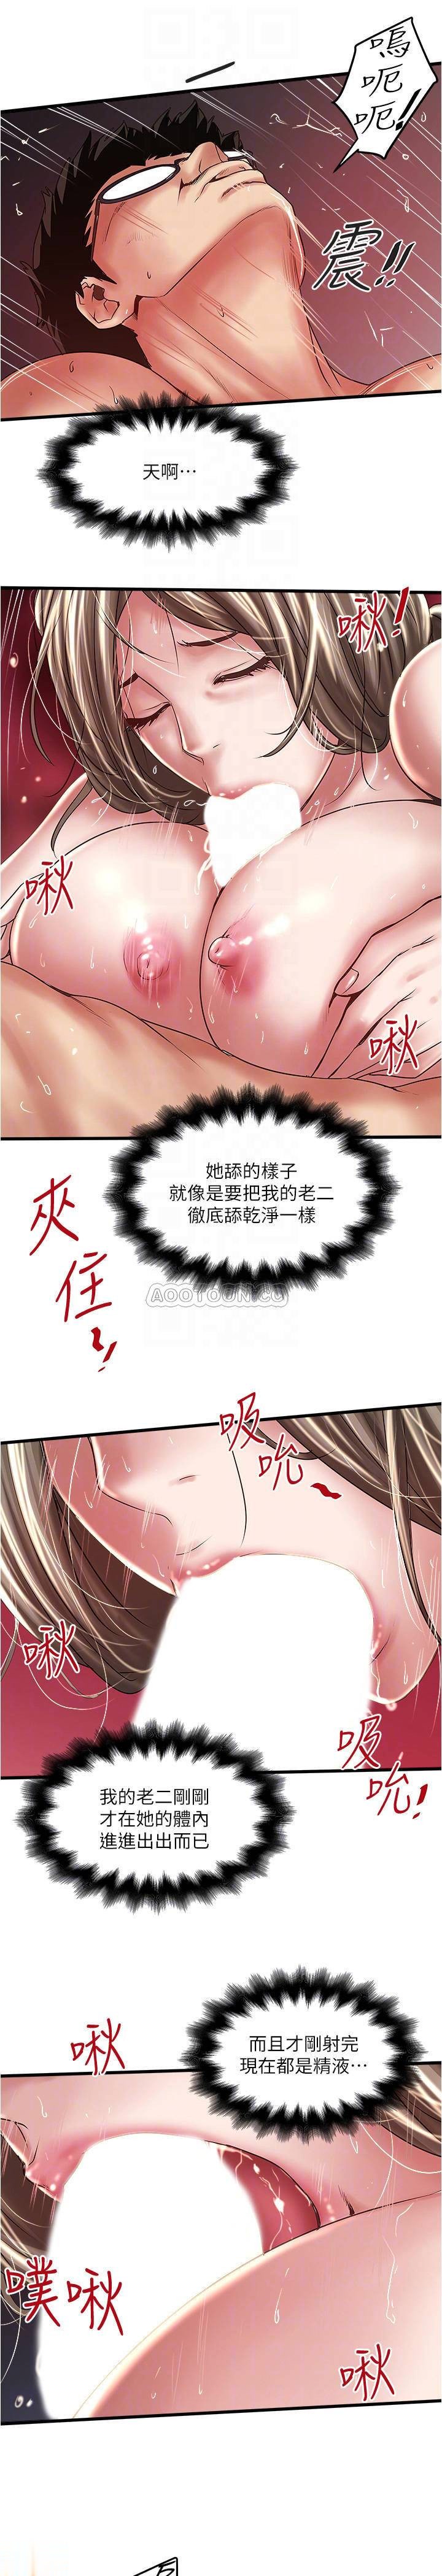 嗚
呃
呃!
震!!
天啊…
啾!
啾
啾
她舔的樣子
就像是要把我的老二
徹底舔乾淨一樣
夾
住
!!
AOOTOON.CC
吸
吮~
啾
吸
吮!
我的老二剛剛
才在她的體內
進進出出而已
啾
而且才剛射完
現在都是精液…
噗啾
啾